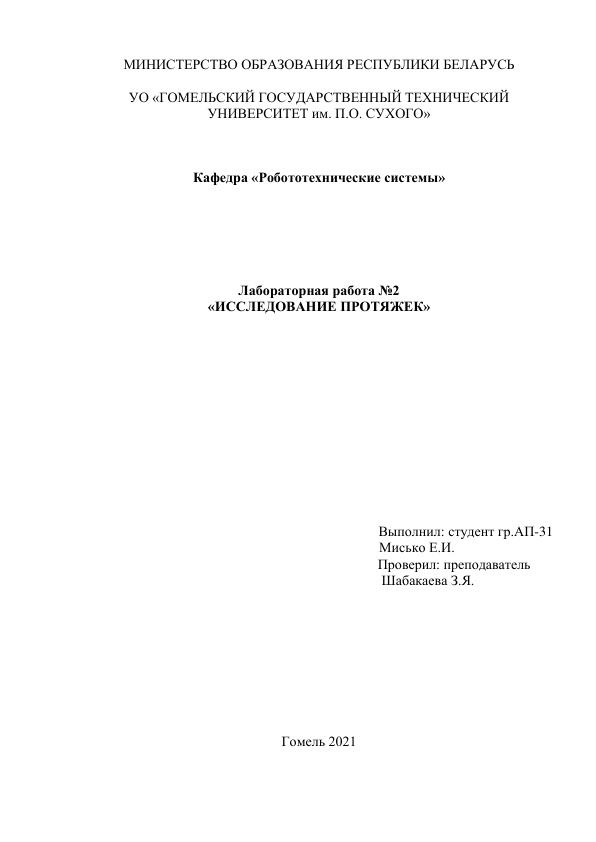 МИНИСТЕРСТВО ОБРАЗОВАНИЯ РЕСПУБЛИКИ БЕЛАРУСЬ
УО «ГОМЕЛЬСКИЙ ГОСУДАРСТВЕННЫЙ ТЕХНИЧЕСКИЙ
УНИВЕРСИТЕТ им. П.О. СУХОГО»
Кафедра «Робототехнические системы»
Лабораторная работа №2
«ИССЛЕДОВАНИЕ ПРОТЯЖЕК»
Выполнил: студент гр.АП-31
Мисько Е.И.
Проверил: преподаватель
Шабакаева З.Я.
Гомель 2021